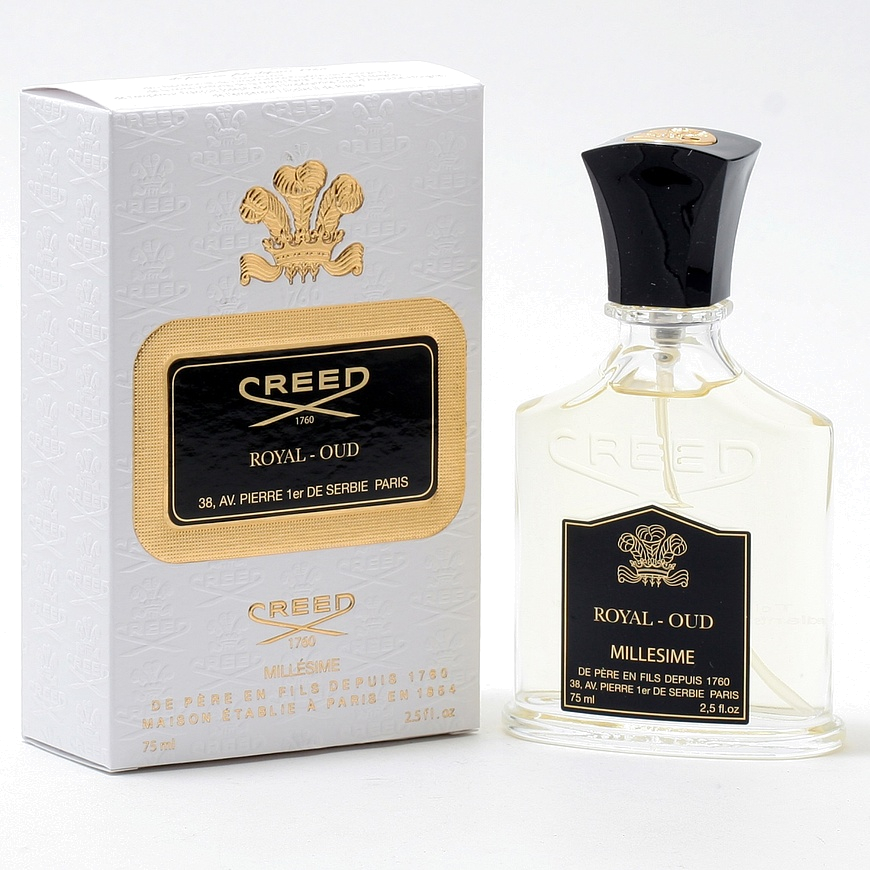 CREED
1760
ROYAL - OUD
38, AV. PIERRE 1er DE SERBIE PARIS
CREED
1760
MILLÉSIME
DE PÈRE EN FILS DEPUIS 1760
MAISON ÉTABLIE À PARIS EN 1854
75 ml
2.5 fl. oz
CREED
ROYAL - OUD
MILLESIME
DE PÈRE EN FILS DEPUIS 1760
38, AV. PIERRE 1er DE SERBIE PARIS
75 ml
2,5 fl.oz